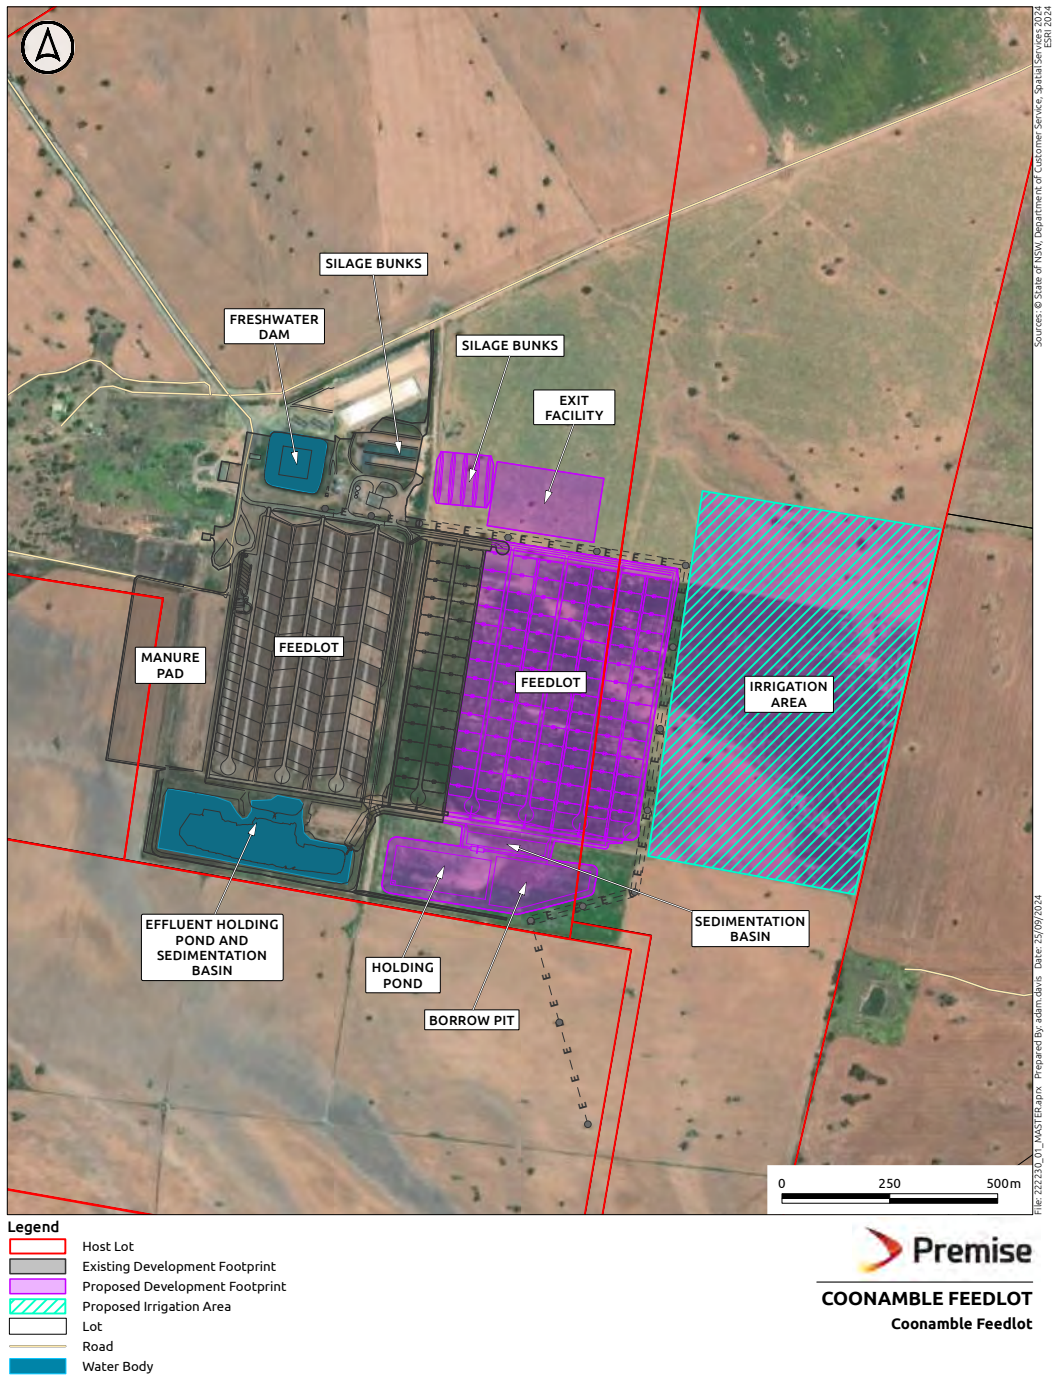 SILAGE BUNKS
FRESHWATER
DAM
SILAGE BUNKS
EXIT
FACILITY
MANURE
PAD
FEEDLOT
FEEDLOT
IRRIGATION
AREA
EFFLUENT HOLDING
POND AND
SEDIMENTATION
BASIN
HOLDING
POND
BORROW PIT
SEDIMENTATION
BASIN
E E E E E E
E E E E E
E E
E E E E E
0 250 500m
Sources: © State of NSW, Department of Customer Service, Spatial Services 2024
ESRI 2024
File: 222230_01_MASTER.aprx Prepared By: adam.davis Date: 25/09/2024
Legend
Host Lot
Existing Development Footprint
Proposed Development Footprint
Proposed Irrigation Area
Lot
Road
Water Body
Premise
COONAMBLE FEEDLOT
Coonamble Feedlot